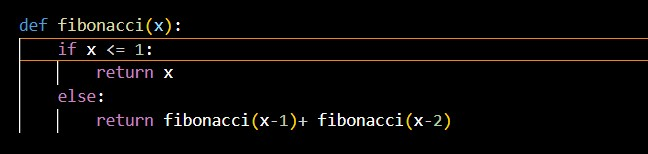 def fibonacci(x):
    if x <= 1:
        return x
    else:
        return fibonacci(x-1)+ fibonacci(x-2)